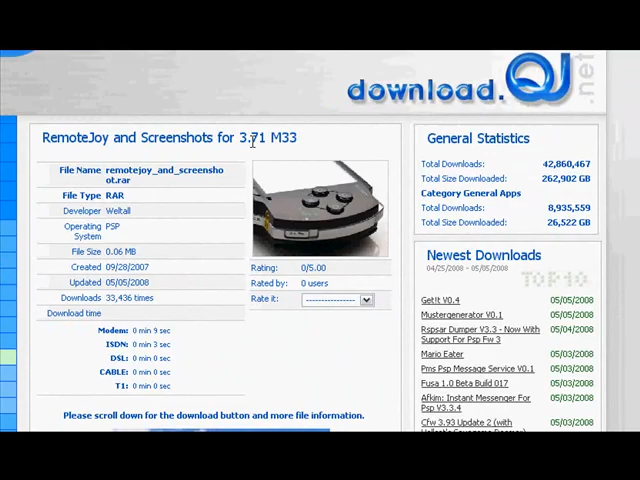 download.QJ.net
RemoteJoy and Screenshots for 3.71 M33
File Name remotejoy_and_screensho
ot.rar
File Type RAR
Developer Weltall
Operating PSP
System
File Size 0.06 MB
Created 09/28/2007
Updated 05/05/2008
Downloads 33,436 times
Download time
Modem: 0 min 9 sec
ISDN: 0 min 3 sec
DSL: 0 min 0 sec
CABLE: 0 min 0 sec
T1: 0 min 0 sec
Rating: 0/5.00
Rated by: 0 users
Rate it: ----------------
Please scroll down for the download button and more file information.
General Statistics
Total Downloads: 42,860,467
Total Size Downloaded: 262,902 GB
Category General Apps
Total Downloads: 8,935,559
Total Size Downloaded: 26,522 GB
Newest Downloads
04/25/2008 - 05/05/2008
TOP40
Get!t V0.4 05/05/2008
Mustergenerator V0.1 05/05/2008
Rspsar Dumper V3.3 - Now With 05/04/2008
Support For Psp Fw 3
Mario Eater 05/03/2008
Pms Psp Message Service V0.1 05/03/2008
Fusa 1.0 Beta Build 017 05/03/2008
Afkim: Instant Messenger For 05/03/2008
Psp V3.3.4
Cfw 3.93 Update 2 (with 05/03/2008